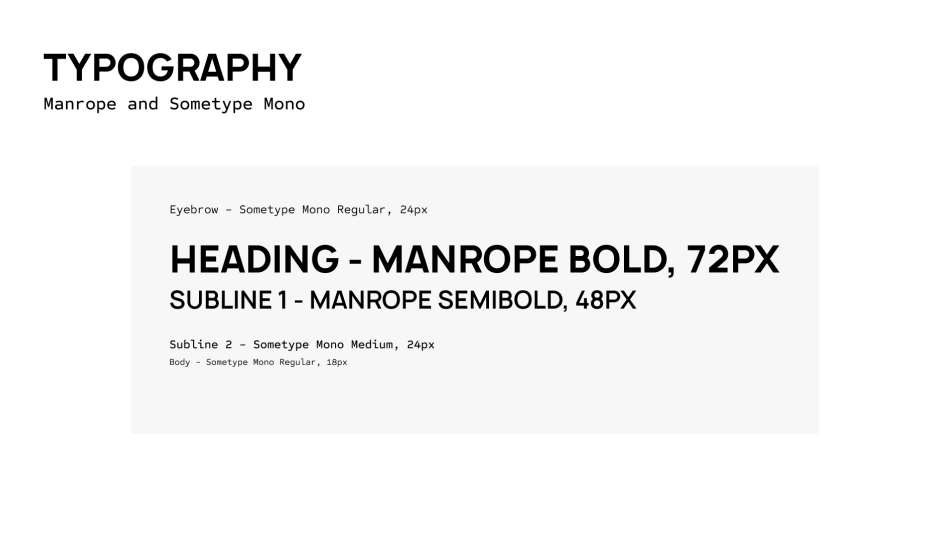 TYPOGRAPHY
Manrope and Sometype Mono
Eyebrow – Sometype Mono Regular, 24px
HEADING - MANROPE BOLD, 72PX
SUBLINE 1 - MANROPE SEMIBOLD, 48PX
Subline 2 – Sometype Mono Medium, 24px
Body – Sometype Mono Regular, 18px